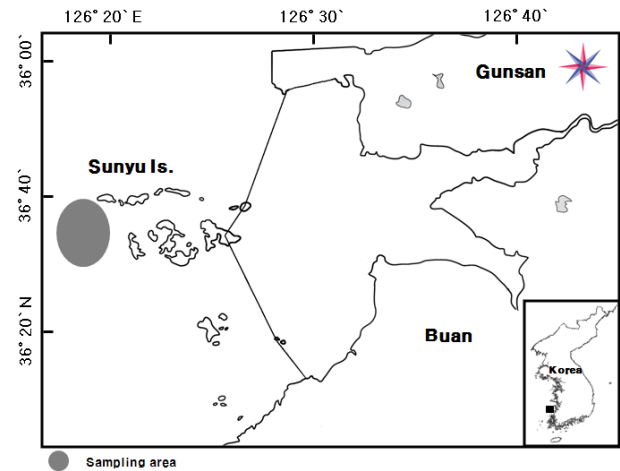 126°20`E
126°30`
126°40`
36°00`
Gunsan
Sunyu Is.
36°40`
36°20`N
Buan
Korea
Sampling area